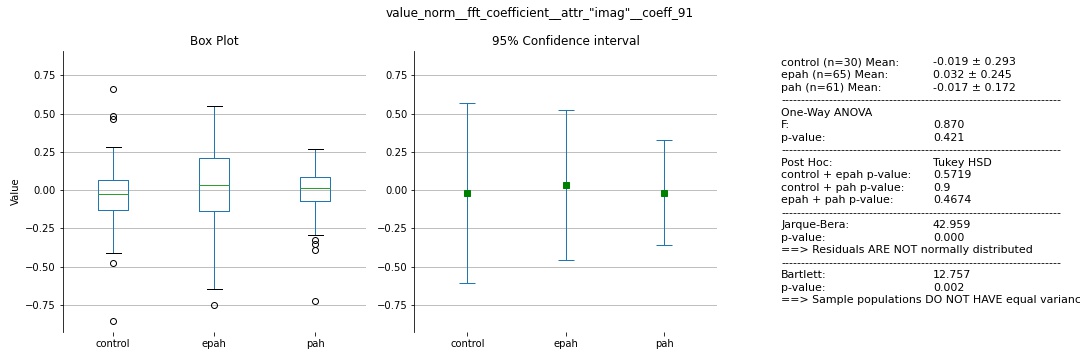 value_norm__fft_coefficient__attr_"imag"__coeff_91
Box Plot
Value
0.75
0.50
0.25
0.00
−0.25
−0.50
−0.75
control epah pah
95% Confidence interval
0.75
0.50
0.25
0.00
−0.25
−0.50
−0.75
control epah pah
control (n=30) Mean: -0.019 ± 0.293
epah (n=65) Mean: 0.032 ± 0.245
pah (n=61) Mean: -0.017 ± 0.172
One-Way ANOVA
F: 0.870
p-value: 0.421
Post Hoc: Tukey HSD
control + epah p-value: 0.5719
control + pah p-value: 0.9
epah + pah p-value: 0.4674
Jarque-Bera: 42.959
p-value: 0.000
==> Residuals ARE NOT normally distributed
Bartlett: 12.757
p-value: 0.002
==> Sample populations DO NOT HAVE equal varianc